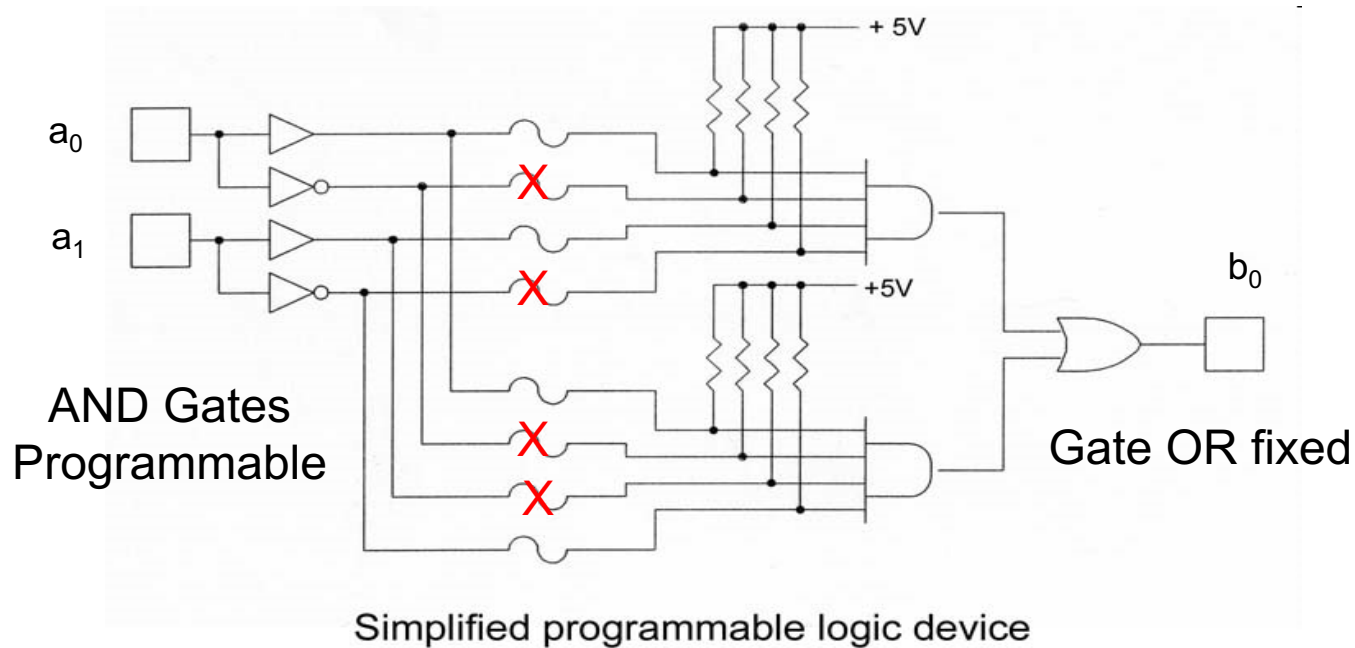 + 5V
a₀
X
a₁
X
+5V
b₀
AND Gates
Programmable
X
X
Gate OR fixed
Simplified programmable logic device